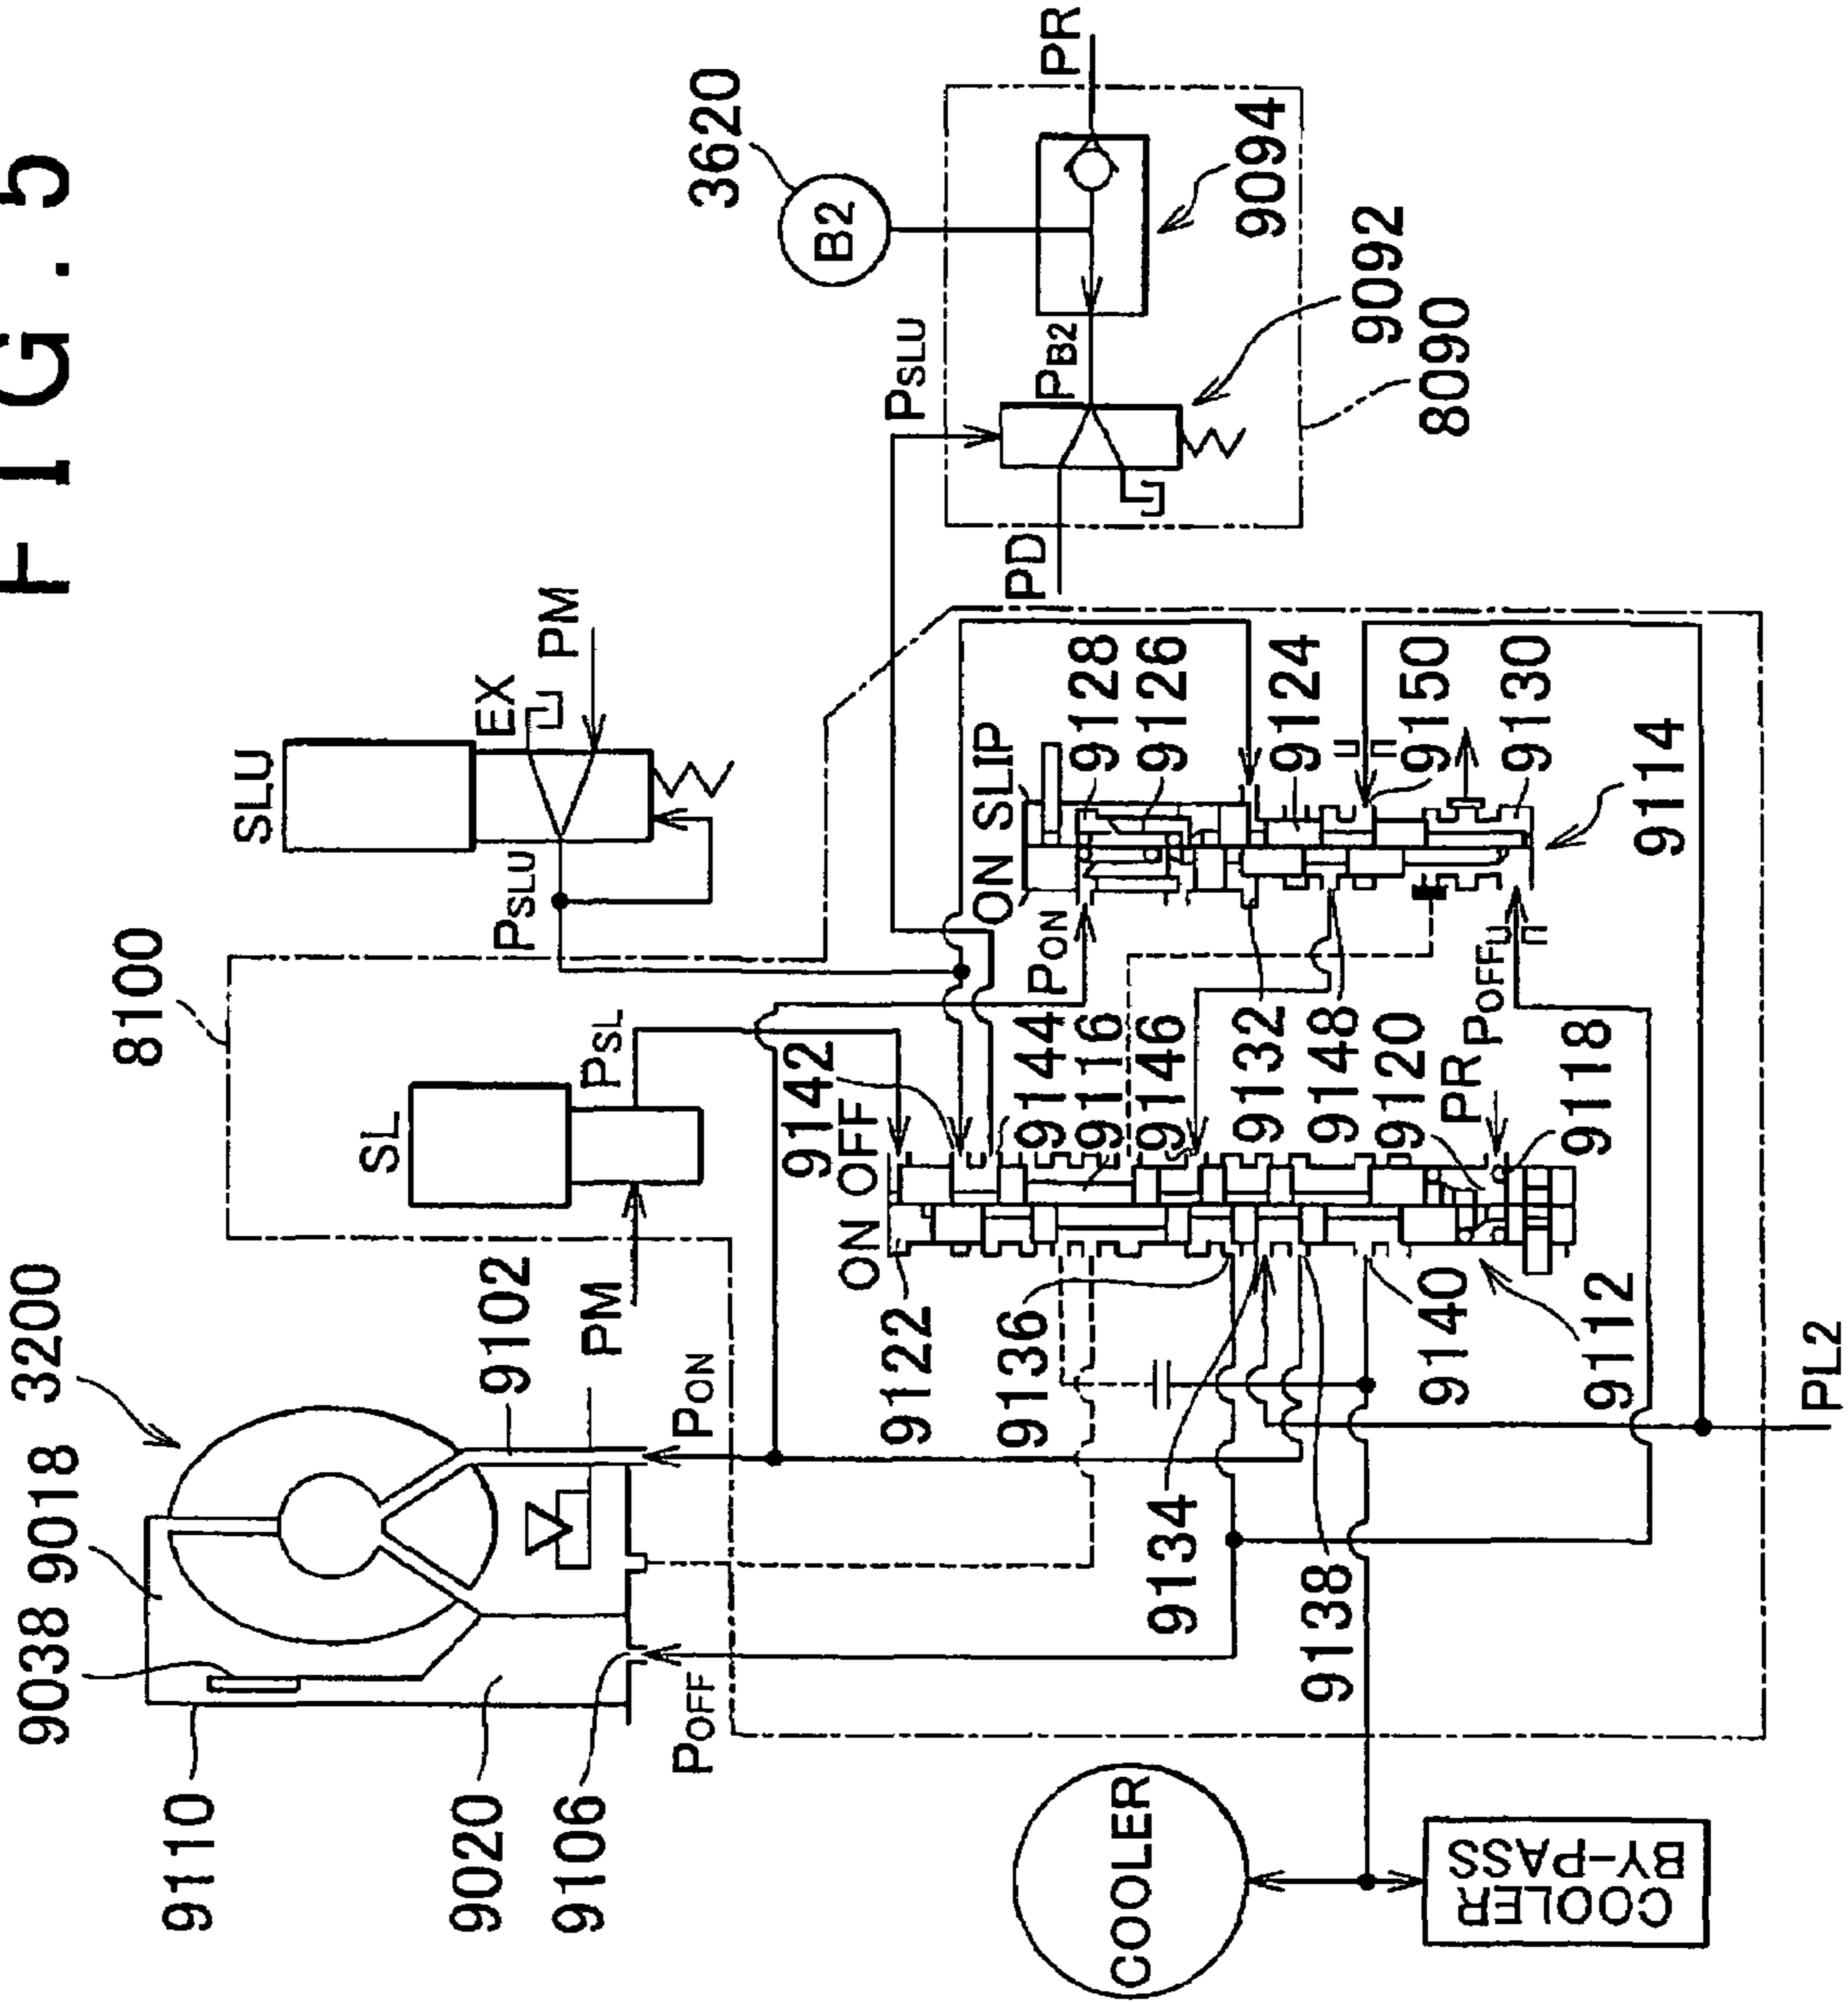 FIG. 5
3200
9018
9038
9110
9020
9106
POFF
9102
PON
PM
SL
PSL
8100
SLU
PSLU
EX
PM
PSLU
3620
B2
PR
9094
9092
8090
PB2
PD
ON OFF
9122
9142
9144
9116
9146
9132
9148
9120
PR
9118
9136
9134
9138
9140
9112
ON SLIP
PON
POFF
9128
9126
9124
9150
9130
9114
PL2
COOLER
COOLER
BY-PASS